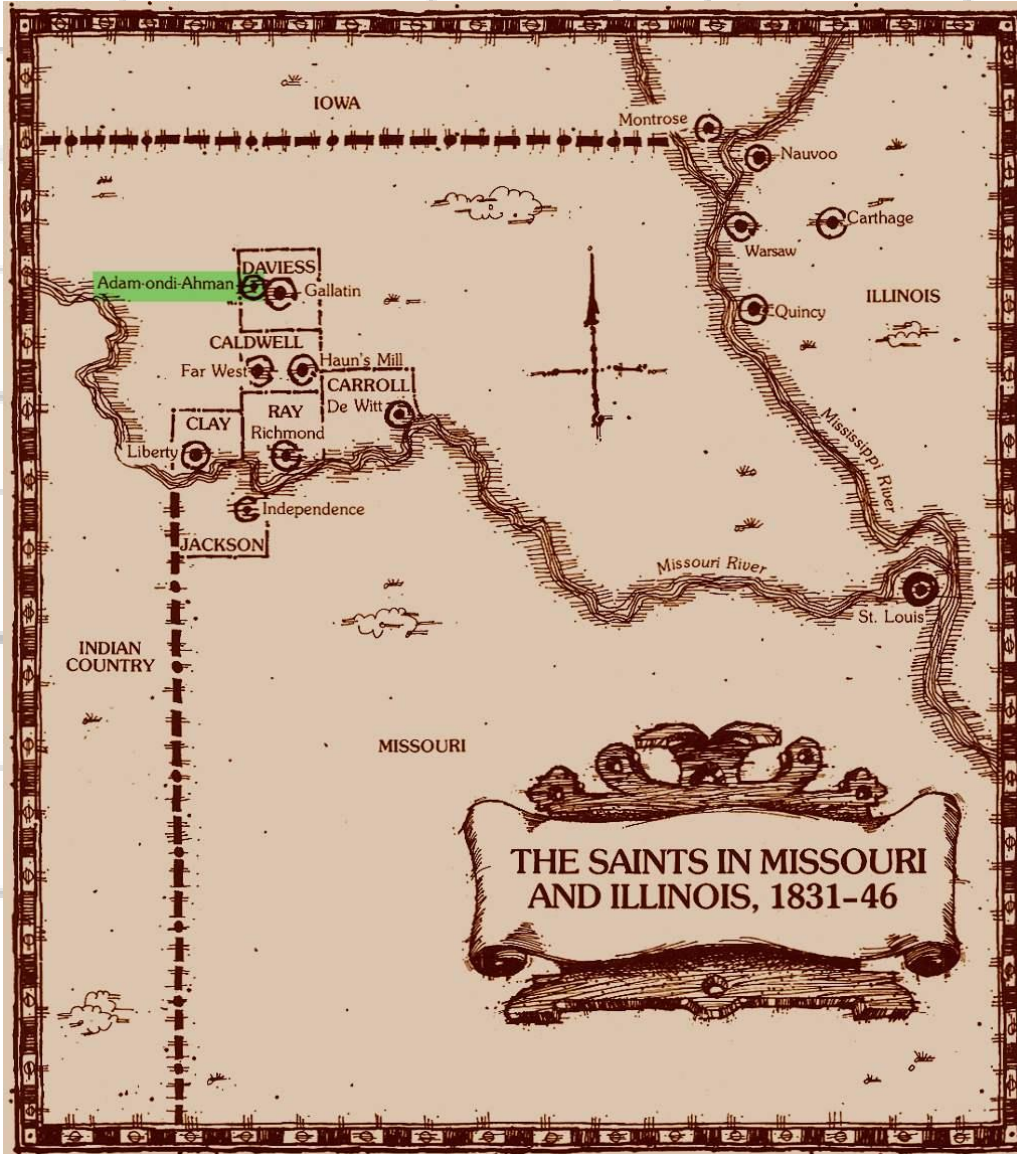 IOWA
Montrose
Nauvoo
Carthage
Warsaw
DAVIESS
Adam-ondi-Ahman
Gallatin
ILLINOIS
Quincy
CALDWELL
Haun's Mill
Far West
CARROLL
De Witt
CLAY
RAY
Richmond
Liberty
Mississippi River
Independence
JACKSON
Missouri River
St. Louis
INDIAN
COUNTRY
MISSOURI
THE SAINTS IN MISSOURI
AND ILLINOIS, 1831-46